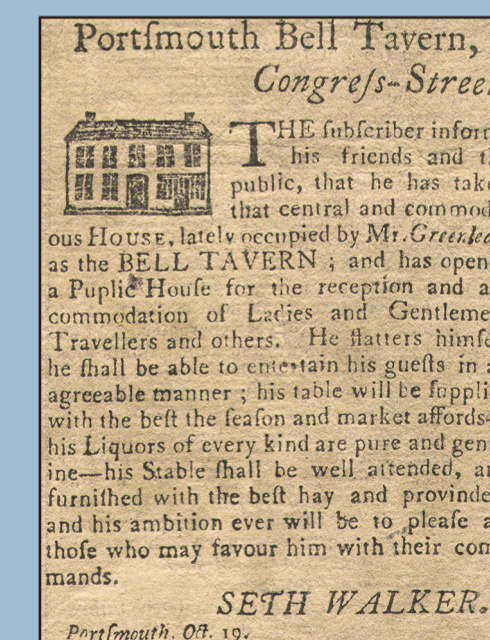 Portſmouth Bell Tavern,
Congreſs-Stree
THE ſubſcriber infor
his friends and t
public, that he has tak
that central and commod
ous HOUSE, lately occupied by Mr. Greenle
as the BELL TAVERN ; and has open
a Puplic Houſe for the reception and a
commodation of Ladies and Gentleme
Travellers and others. He flatters himſe
he ſhall be able to entertain his gueſts in a
agreeable manner ; his table will be ſuppli
with the beſt the ſeaſon and market affords-
his Liquors of every kind are pure and gen
ine—his Stable ſhall be well attended, a
furniſhed with the beſt hay and provinde
and his ambition ever will be to pleaſe a
thoſe who may favour him with their com
mands.
SETH WALKER.
Portſmouth, Oct. 19.